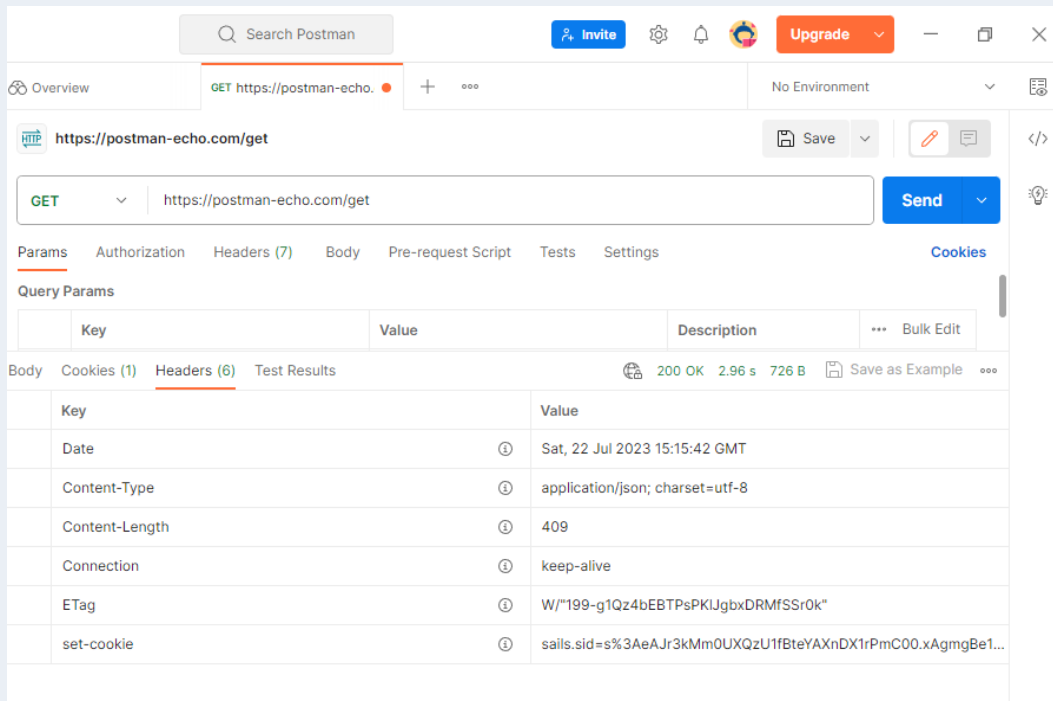 Search Postman Invite Upgrade
Overview GET https://postman-echo. No Environment
HTTP https://postman-echo.com/get Save
GET https://postman-echo.com/get Send
Params Authorization Headers (7) Body Pre-request Script Tests Settings Cookies
Query Params
Key Value Description Bulk Edit
Body Cookies (1) Headers (6) Test Results 200 OK 2.96 s 726 B Save as Example
Key Value
Date Sat, 22 Jul 2023 15:15:42 GMT
Content-Type application/json; charset=utf-8
Content-Length 409
Connection keep-alive
ETag W/"199-g1Qz4bEBTPsPKlJgbxDRMfSSr0k"
set-cookie sails.sid=s%3AeAJr3kMm0UXQzU1fBteYAXnDX1rPmC00.xAgmgBe1...